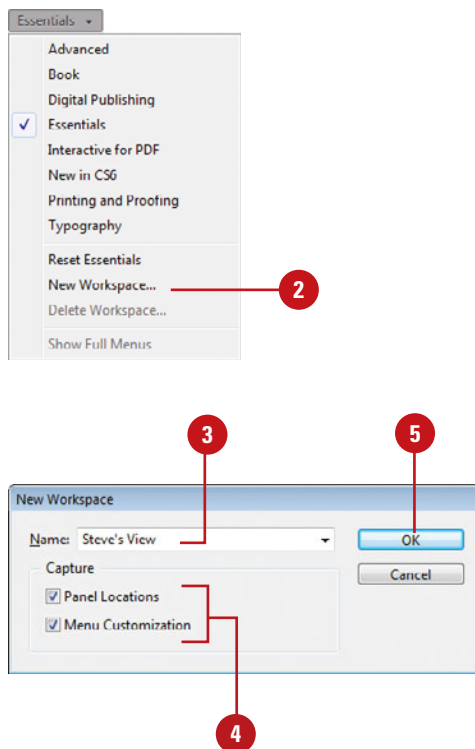 Essentials
Advanced
Book
Digital Publishing
Essentials
Interactive for PDF
New in CS6
Printing and Proofing
Typography
Reset Essentials
New Workspace...
2
Delete Workspace...
Show Full Menus
3
5
New Workspace
Name: Steve's View
OK
Capture
Cancel
Panel Locations
Menu Customization
4